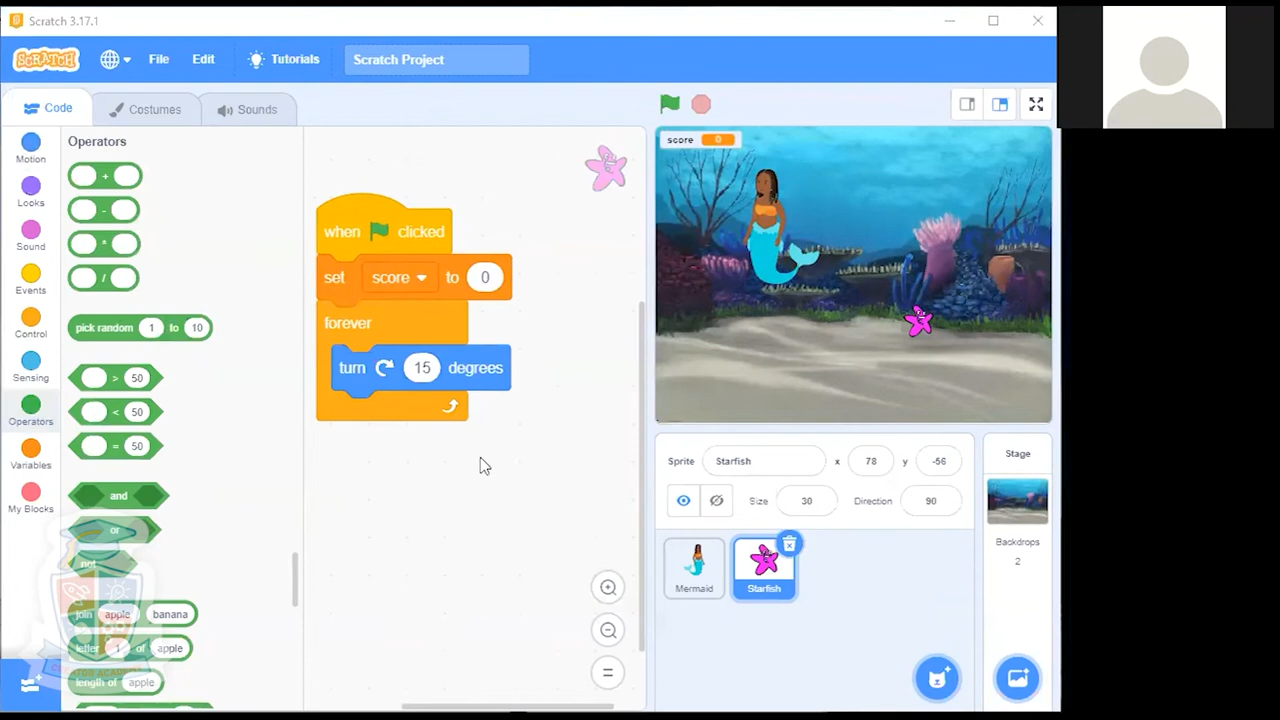 Scratch 3.17.1
SCRATCH File Edit Tutorials Scratch Project
Code Costumes Sounds
Motion
Looks
Sound
Events
Control
Sensing
Operators
Variables
My Blocks
Operators
+
-
*
/
pick random 1 to 10
> 50
< 50
= 50
and
or
not
join apple banana
letter 1 of apple
length of apple
when clicked
set score to 0
forever
turn 15 degrees
score 0
Sprite Starfish x 78 y -56
Size 30 Direction 90
Mermaid
Starfish
Stage
Backdrops
2